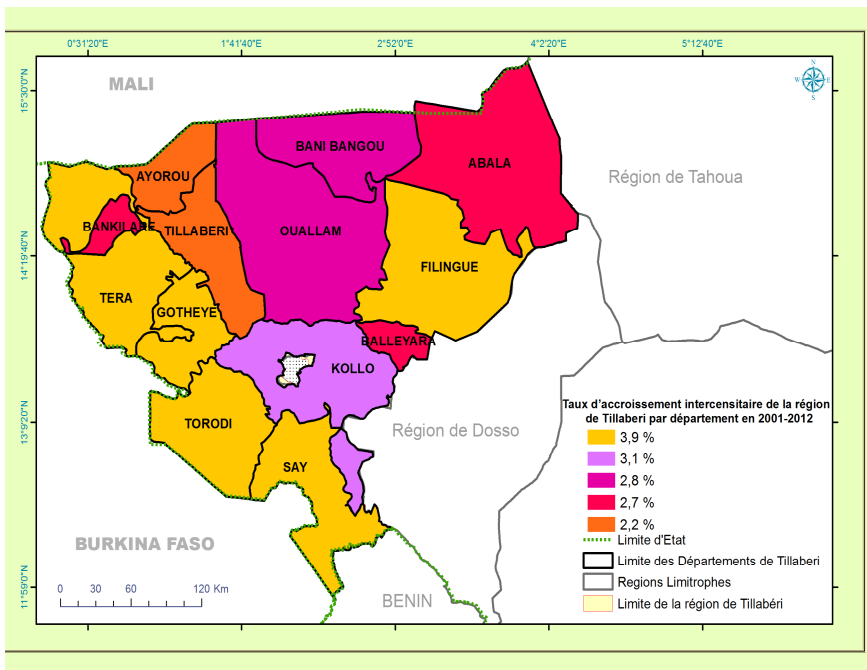 0°31'20"E 1°41'40"E 2°52'0"E 4°2'20"E 5°12'40"E
15°30'0"N
14°19'40"N
13°9'20"N
11°59'0"N
MALI
N
W E
S
BANI BANGOU
ABALA
AYOROU
Région de Tahoua
BANKILARE
TILLABERI
OUALLAM
FILINGUE
TERA
GOTHEYE
BALLEYARA
KOLLO
TORODI
Région de Dosso
SAY
BURKINA FASO
BENIN
0 30 60 120 Km
Taux d'accroissement intercensitaire de la région
de Tillaberi par département en 2001-2012
3,9 %
3,1 %
2,8 %
2,7 %
2,2 %
Limite d'Etat
Limite des Départements de Tillaberi
Regions Limitrophes
Limite de la région de Tillabéri